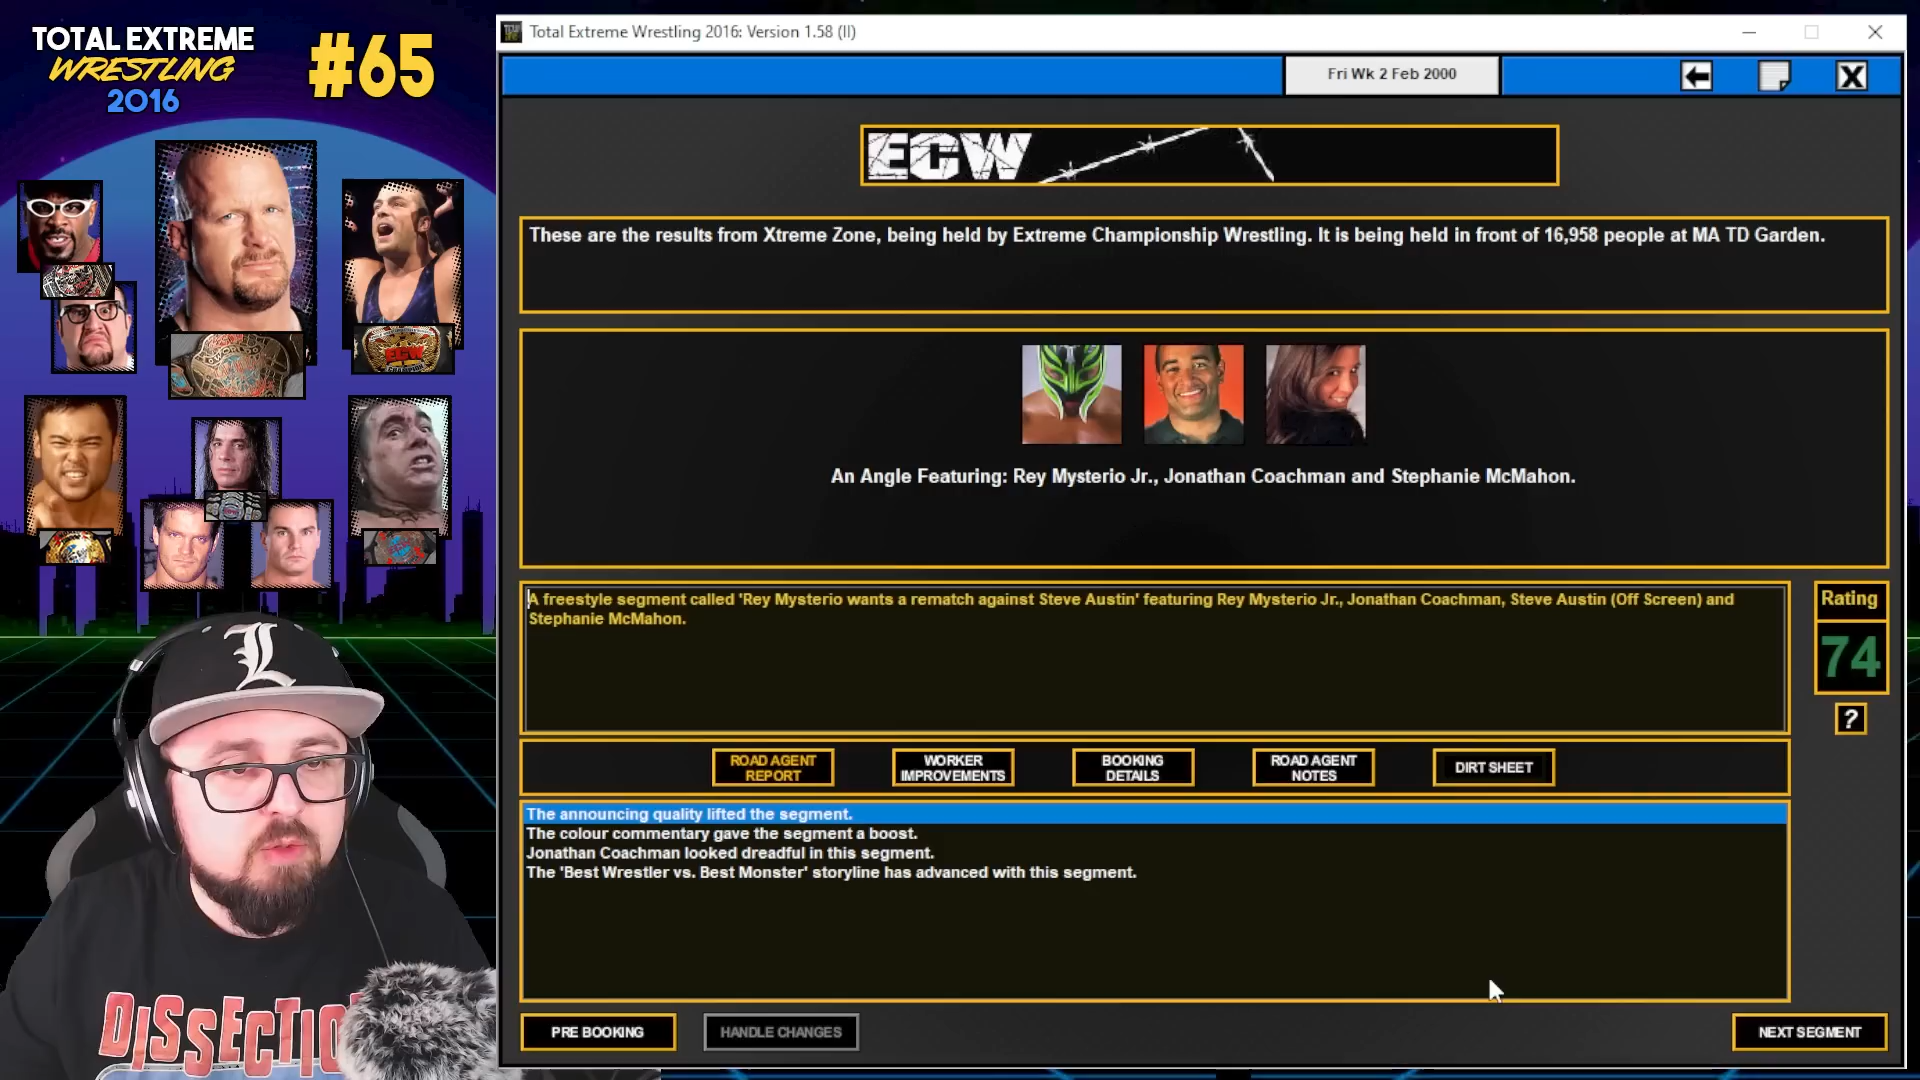 TOTAL EXTREME
WRESTLING
2016
#65
Total Extreme Wrestling 2016: Version 1.58 (II)
Fri Wk 2 Feb 2000
X
ECW
These are the results from Xtreme Zone, being held by Extreme Championship Wrestling. It is being held in front of 16,958 people at MA TD Garden.
An Angle Featuring: Rey Mysterio Jr., Jonathan Coachman and Stephanie McMahon.
A freestyle segment called 'Rey Mysterio wants a rematch against Steve Austin' featuring Rey Mysterio Jr., Jonathan Coachman, Steve Austin (Off Screen) and
Stephanie McMahon.
Rating
74
?
ROAD AGENT
REPORT
WORKER
IMPROVEMENTS
BOOKING
DETAILS
ROAD AGENT
NOTES
DIRT SHEET
The announcing quality lifted the segment.
The colour commentary gave the segment a boost.
Jonathan Coachman looked dreadful in this segment.
The 'Best Wrestler vs. Best Monster' storyline has advanced with this segment.
PRE BOOKING
HANDLE CHANGES
NEXT SEGMENT